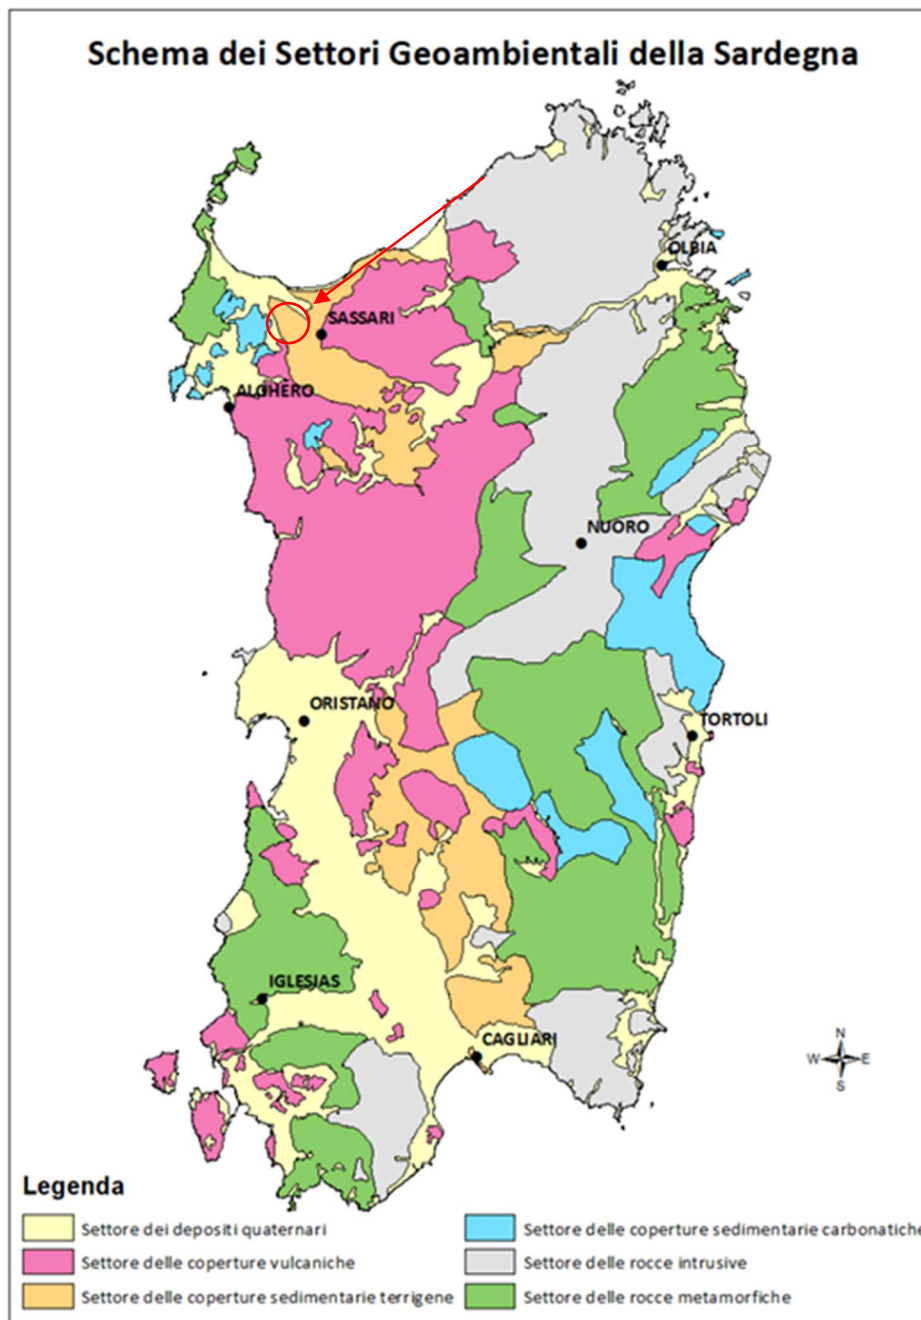 Schema dei Settori Geoambientali della Sardegna
OLBIA
SASSARI
ALGHERO
NUORO
ORISTANO
TORTOLI
IGLESIAS
CAGLIARI
N
W E
S
Legenda
Settore dei depositi quaternari
Settore delle coperture vulcaniche
Settore delle coperture sedimentarie terrigene
Settore delle coperture sedimentarie carbonatiche
Settore delle rocce intrusive
Settore delle rocce metamorfiche